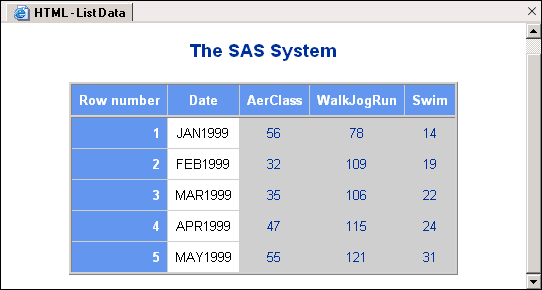 HTML - List Data
The SAS System
Row number Date AerClass WalkJogRun Swim
1 JAN1999 56 78 14
2 FEB1999 32 109 19
3 MAR1999 35 106 22
4 APR1999 47 115 24
5 MAY1999 55 121 31